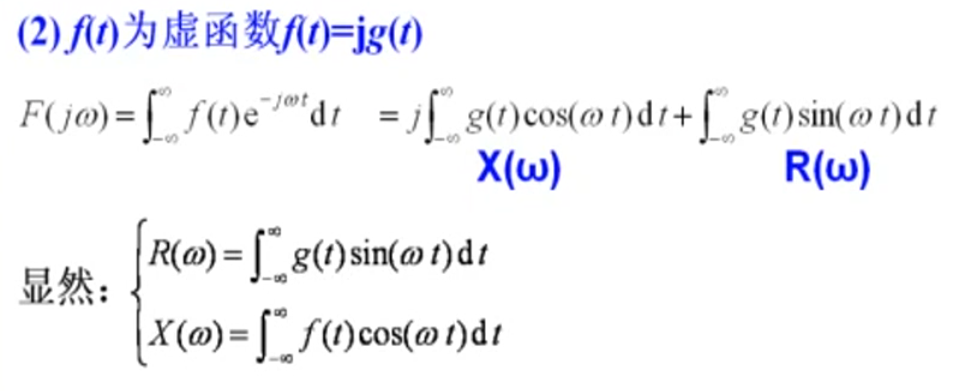 (2) f(t)为虚函数f(t)=jg(t)
F(jω)=∫_{-∞}^{∞} f(t)e^{-jωt}dt =j∫_{-∞}^{∞} g(t)cos(ωt)dt+∫_{-∞}^{∞} g(t)sin(ωt)dt
X(ω) R(ω)
显然：
R(ω)=∫_{-∞}^{∞} g(t)sin(ωt)dt
X(ω)=∫_{-∞}^{∞} f(t)cos(ωt)dt